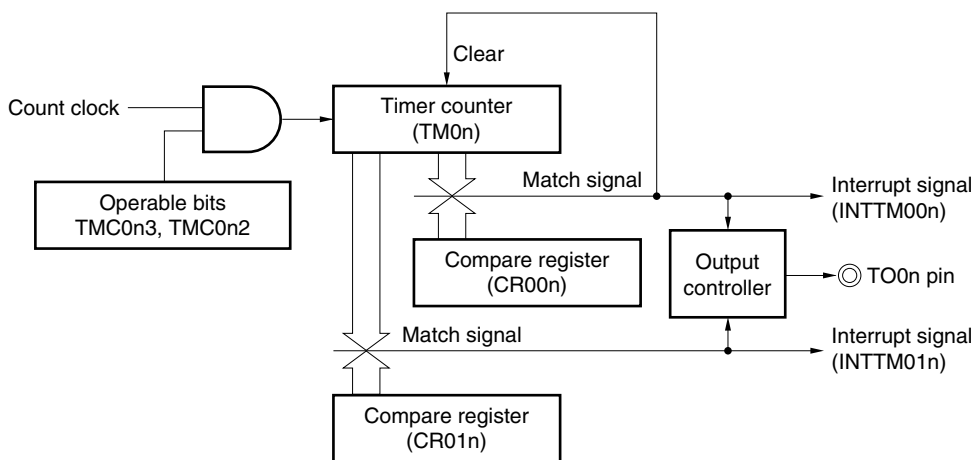 Clear
Count clock
Timer counter
(TM0n)
Operable bits
TMC0n3, TMC0n2
Match signal
Interrupt signal
(INTTM00n)
Compare register
(CR00n)
Output
controller
TO0n pin
Match signal
Interrupt signal
(INTTM01n)
Compare register
(CR01n)